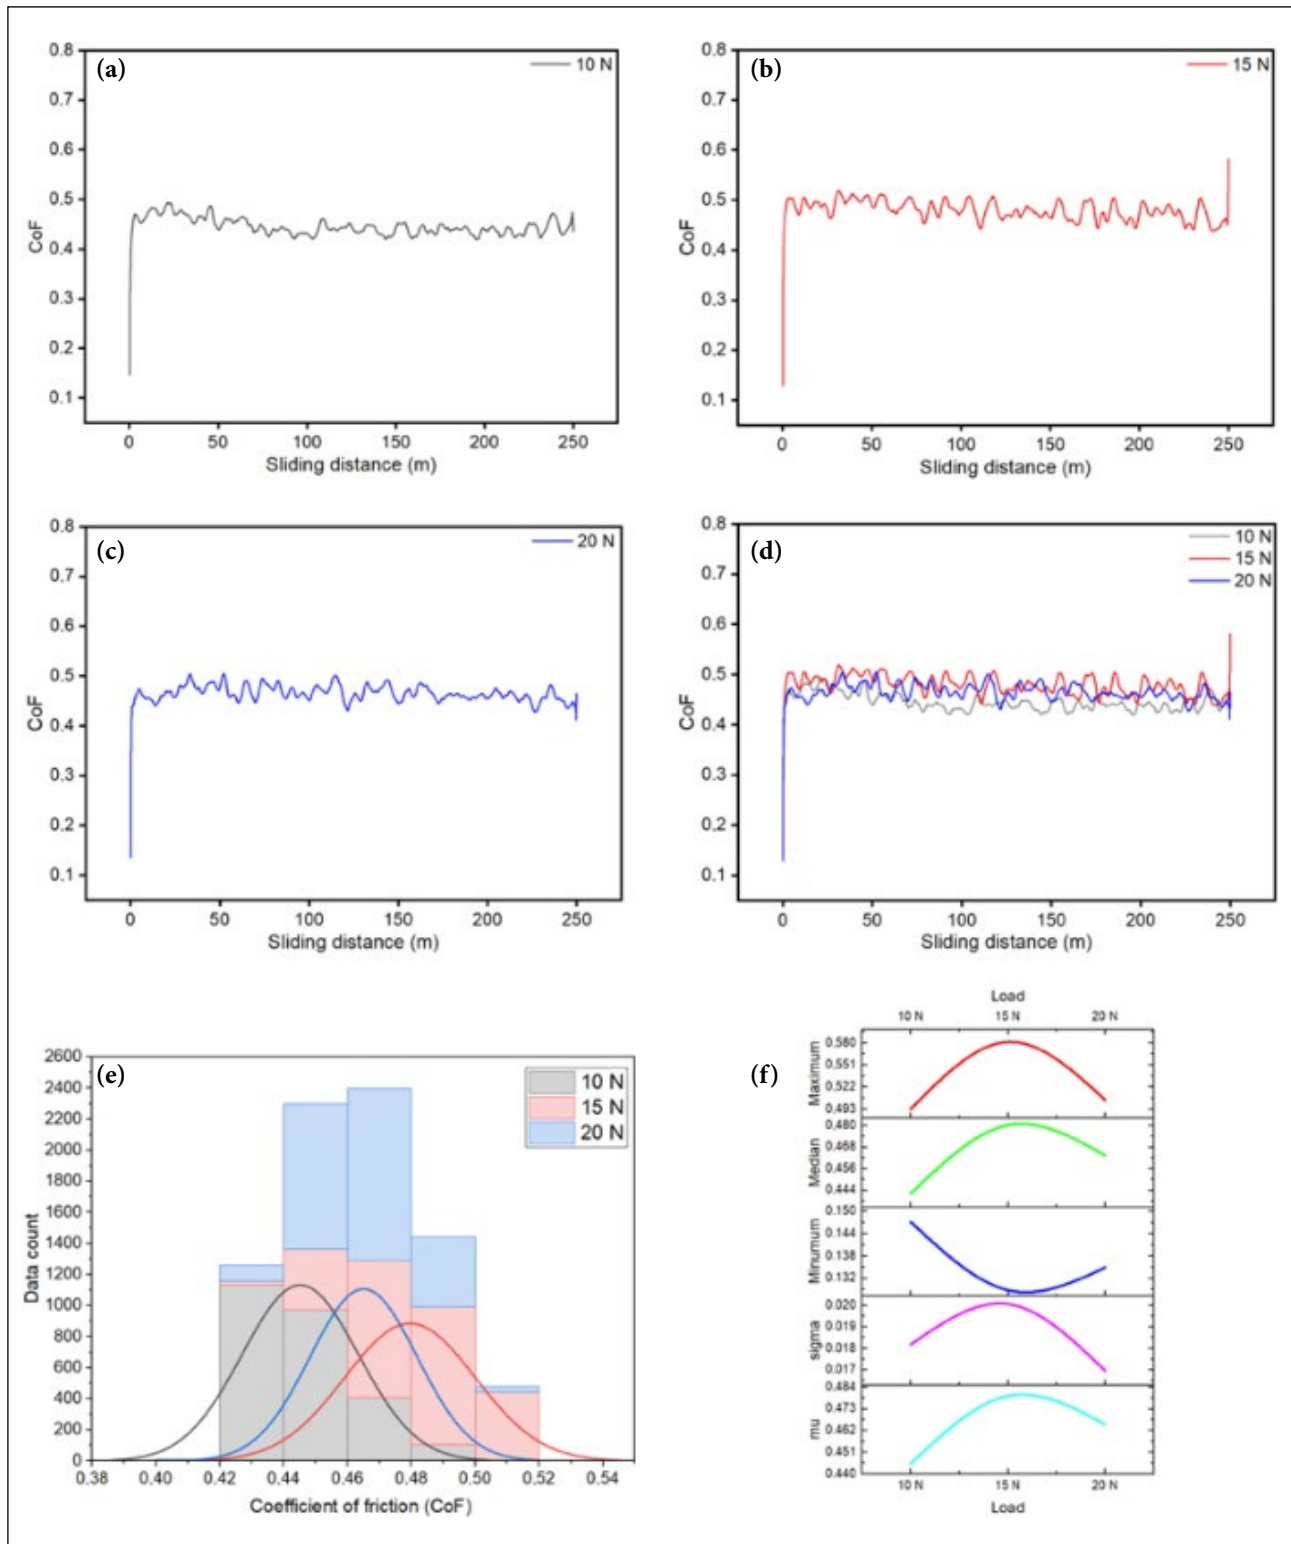 (a)
10 N
0.8
0.7
0.6
0.5
0.4
0.3
0.2
0.1
CoF
0 50 100 150 200 250
Sliding distance (m)
(b)
15 N
0.8
0.7
0.6
0.5
0.4
0.3
0.2
0.1
CoF
0 50 100 150 200 250
Sliding distance (m)
(c)
20 N
0.8
0.7
0.6
0.5
0.4
0.3
0.2
0.1
CoF
0 50 100 150 200 250
Sliding distance (m)
(d)
10 N
15 N
20 N
0.8
0.7
0.6
0.5
0.4
0.3
0.2
0.1
CoF
0 50 100 150 200 250
Sliding distance (m)
(e)
10 N
15 N
20 N
2600
2400
2200
2000
1800
1600
1400
1200
1000
800
600
400
200
0
Data count
0.38 0.40 0.42 0.44 0.46 0.48 0.50 0.52 0.54
Coefficient of friction (CoF)
(f)
Load
10 N 15 N 20 N
Maximum
0.580
0.551
0.522
0.493
Median
0.480
0.468
0.456
0.444
Minumum
0.150
0.144
0.138
0.132
sigma
0.020
0.019
0.018
0.017
mu
0.484
0.473
0.462
0.451
0.440
10 N 15 N 20 N
Load